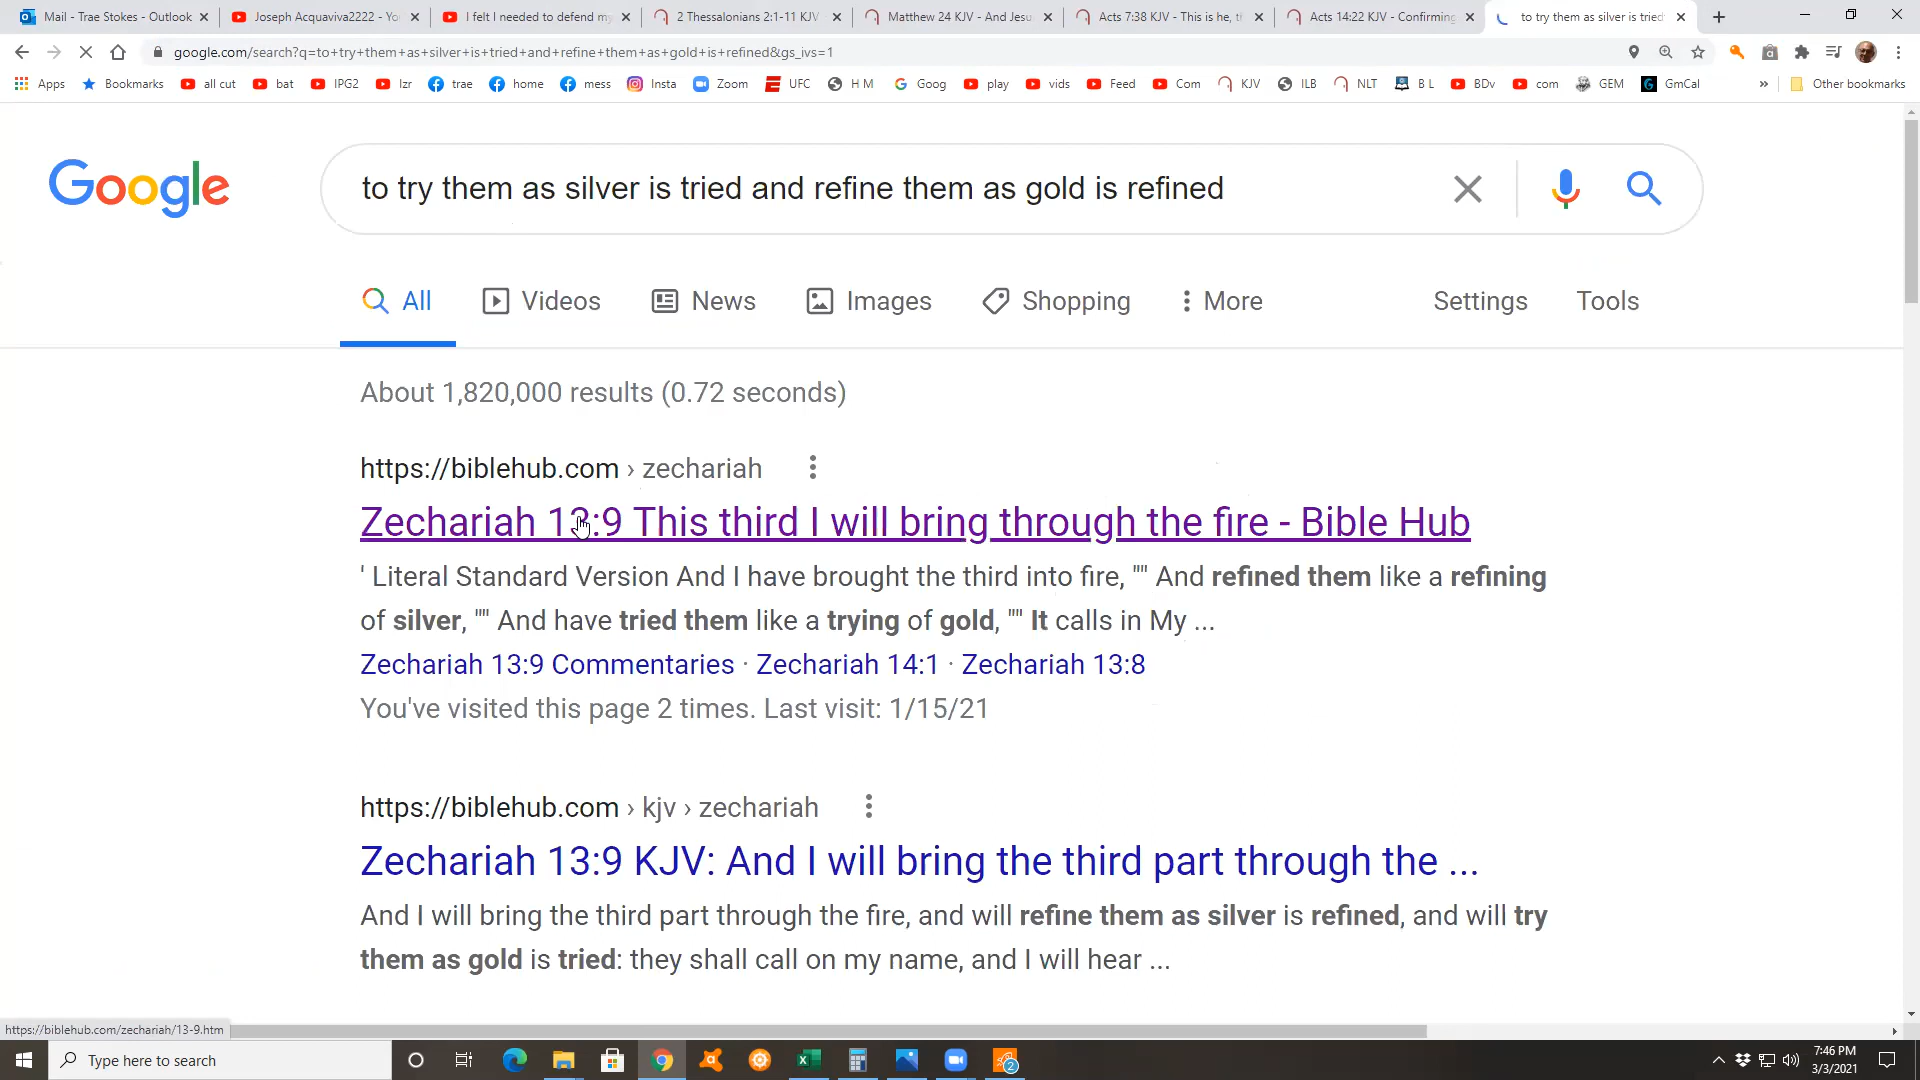 Mail - Trae Stokes - Outlook
Joseph Acquaviva2222 - Yo
I felt I needed to defend my
2 Thessalonians 2:1-11 KJV
Matthew 24 KJV - And Jesu
Acts 7:38 KJV - This is he, t
Acts 14:22 KJV - Confirming
to try them as silver is tried
google.com/search?q=to+try+them+as+silver+is+tried+and+refine+them+as+gold+is+refined&gs_ivs=1
Apps Bookmarks all cut bat IPG2 lzr trae home mess Insta Zoom UFC H M Goog play vids Feed Com KJV ILB NLT B L BDv com GEM GmCal » Other bookmarks
Google
to try them as silver is tried and refine them as gold is refined
All Videos News Images Shopping More Settings Tools
About 1,820,000 results (0.72 seconds)
https://biblehub.com › zechariah
Zechariah 13:9 This third I will bring through the fire - Bible Hub
' Literal Standard Version And I have brought the third into fire, "" And refined them like a refining
of silver, "" And have tried them like a trying of gold, "" It calls in My ...
Zechariah 13:9 Commentaries · Zechariah 14:1 · Zechariah 13:8
You've visited this page 2 times. Last visit: 1/15/21
https://biblehub.com › kjv › zechariah
Zechariah 13:9 KJV: And I will bring the third part through the ...
And I will bring the third part through the fire, and will refine them as silver is refined, and will try
them as gold is tried: they shall call on my name, and I will hear ...
https://biblehub.com/zechariah/13-9.htm
Type here to search
2
7:46 PM
3/3/2021